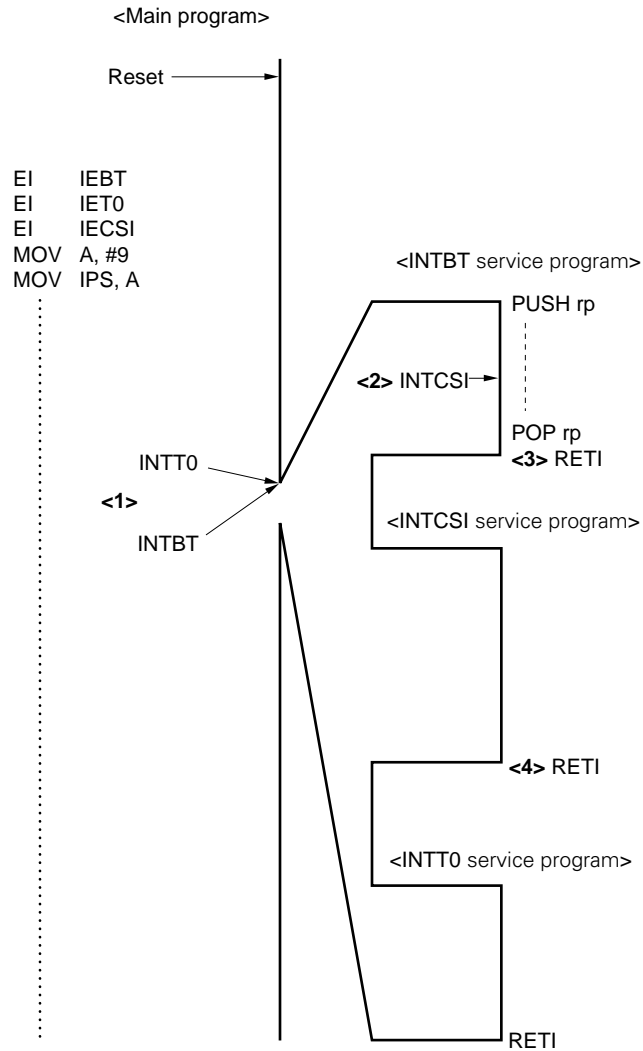 <Main program>
Reset
EI IEBT
EI IET0
EI IECSI
MOV A, #9
MOV IPS, A
<INTBT service program>
PUSH rp
<2> INTCSI
POP rp
<3> RETI
INTT0
<1>
INTBT
<INTCSI service program>
<4> RETI
<INTT0 service program>
RETI